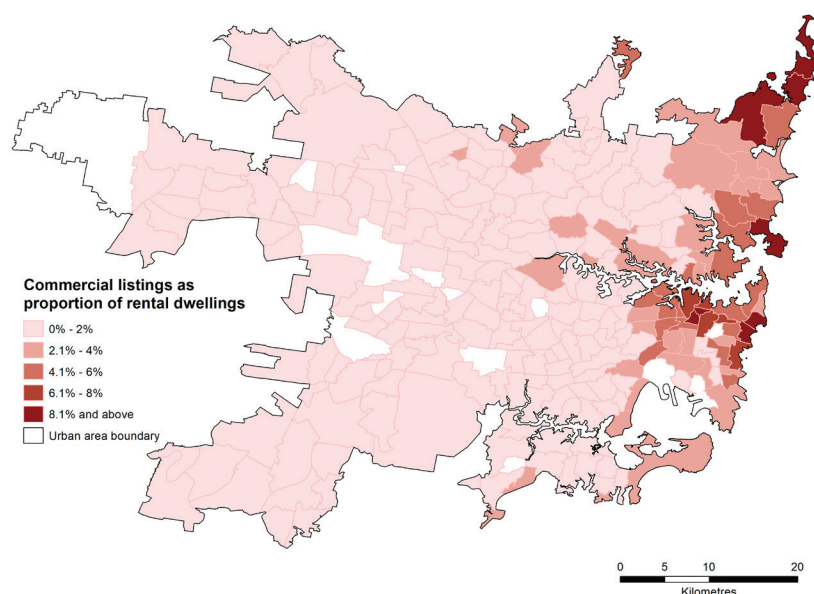 Commercial listings as
proportion of rental dwellings
0% - 2%
2.1% - 4%
4.1% - 6%
6.1% - 8%
8.1% and above
Urban area boundary
0 5 10 20
Kilometres